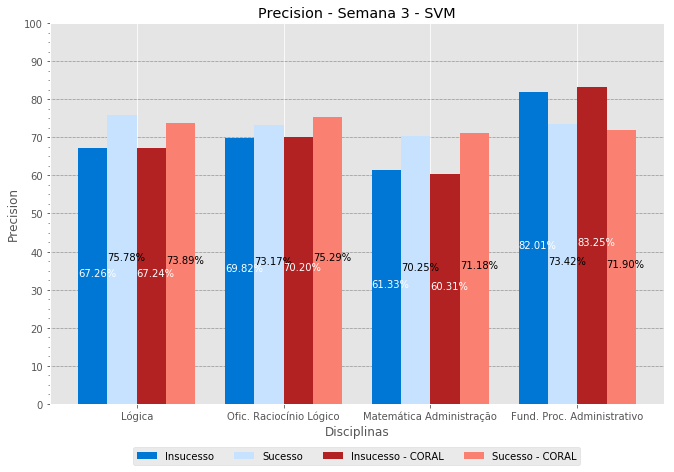 Precision - Semana 3 - SVM
Precision
100
90
80
70
60
50
40
30
20
10
0
67.26%
75.78%
67.24%
73.89%
69.82%
73.17%
70.20%
75.29%
61.33%
70.25%
60.31%
71.18%
82.01%
73.42%
83.25%
71.90%
Lógica
Ofic. Raciocínio Lógico
Matemática Administração
Fund. Proc. Administrativo
Disciplinas
Insucesso
Sucesso
Insucesso - CORAL
Sucesso - CORAL